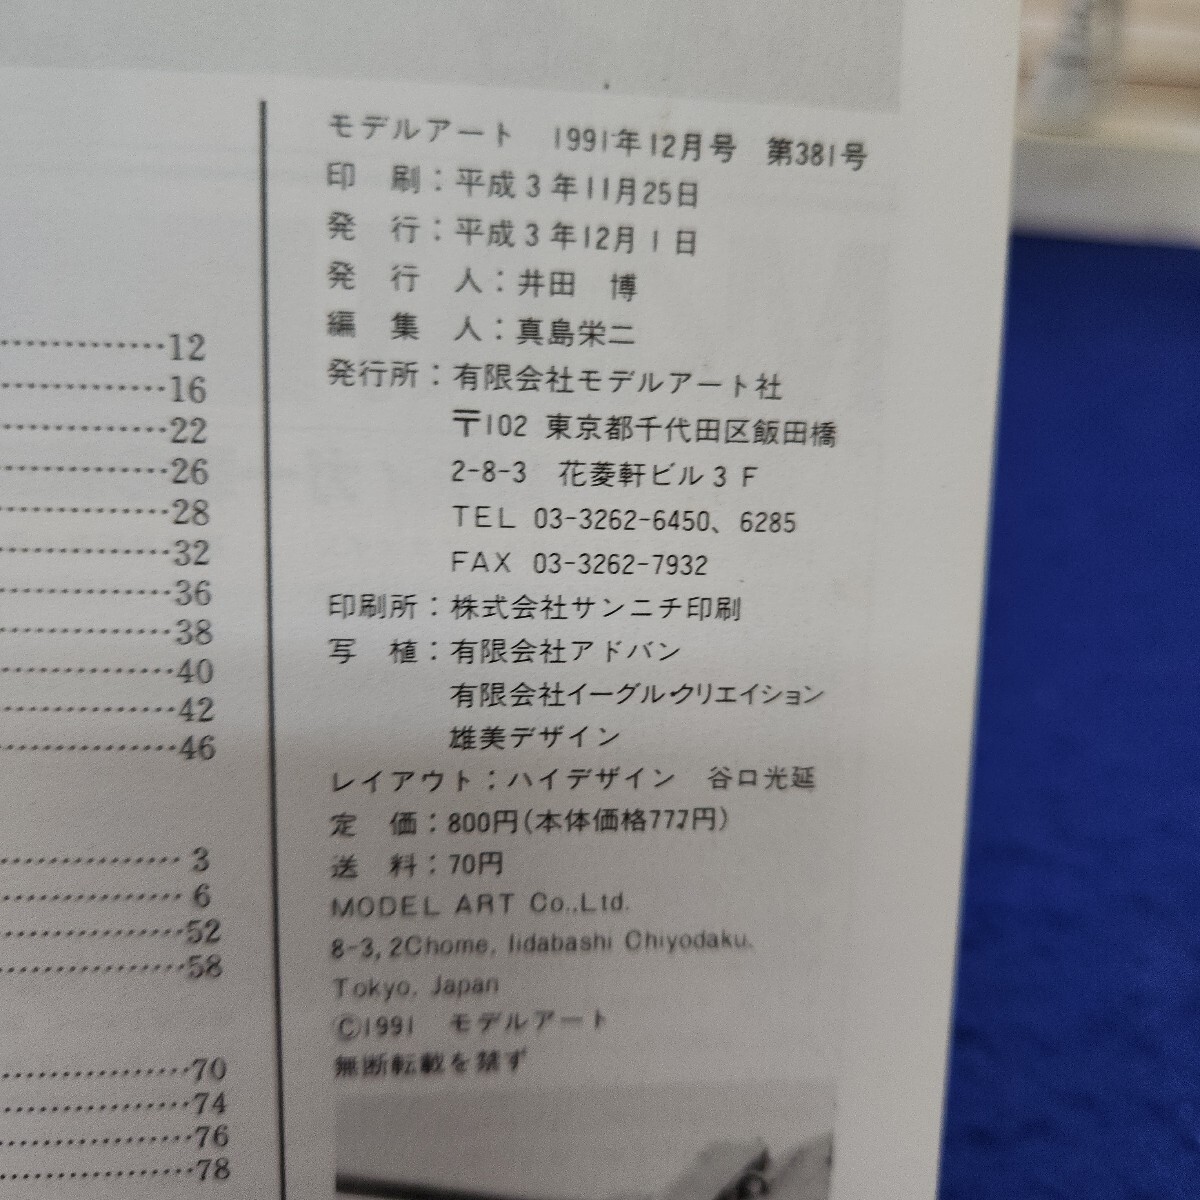 モデルアート　1991年12月号　第381号
印　刷：平成3年11月25日
発　行：平成3年12月1日
発　行　人：井田　博
編　集　人：真島栄二
発行所：有限会社モデルアート社
〒102 東京都千代田区飯田橋
2-8-3　花菱軒ビル3F
TEL 03-3262-6450、6285
FAX 03-3262-7932
印刷所：株式会社サンニチ印刷
写　植：有限会社アドバン
有限会社イーグル・クリエイション
雄美デザイン
レイアウト：ハイデザイン　谷口光延
定　価：800円（本体価格777円）
送　料：70円
MODEL ART Co.,Ltd.
8-3, 2Chome, Iidabashi Chiyodaku,
Tokyo, Japan
©1991　モデルアート
無断転載を禁ず
12
16
22
26
28
32
36
38
40
42
46
3
6
52
58
70
74
76
78